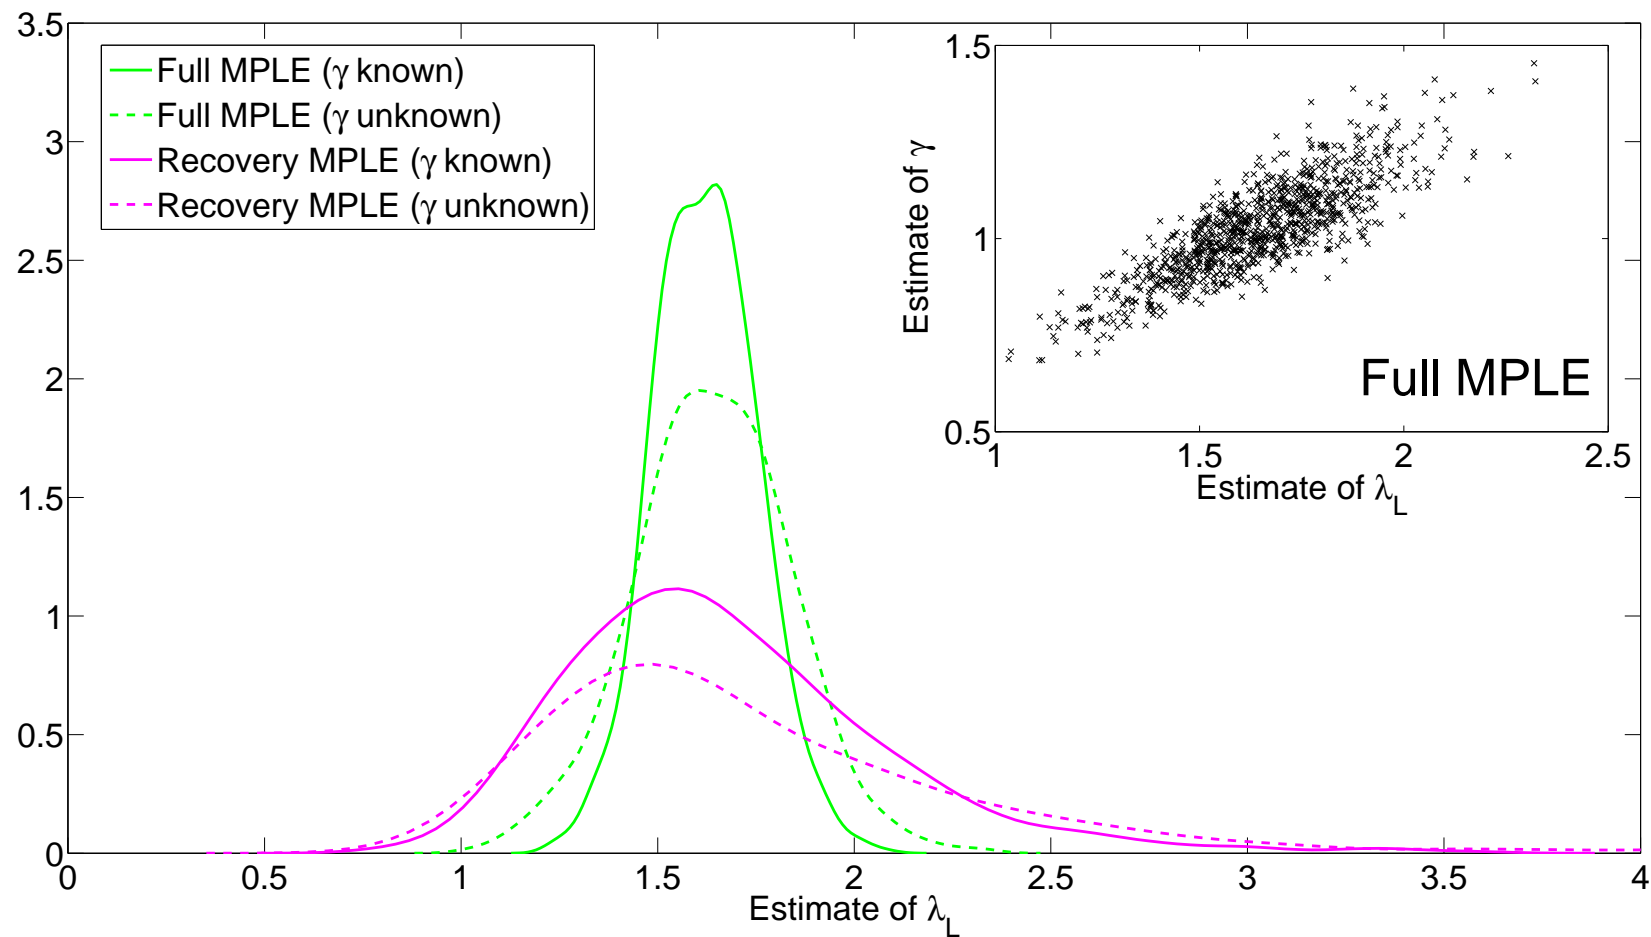 3.5
3
2.5
2
1.5
1
0.5
0
Full MPLE (γ known)
Full MPLE (γ unknown)
Recovery MPLE (γ known)
Recovery MPLE (γ unknown)
1.5
1
0.5
Estimate of γ
Full MPLE
1 1.5 2 2.5
Estimate of λL
0 0.5 1 1.5 2 2.5 3 3.5 4
Estimate of λL